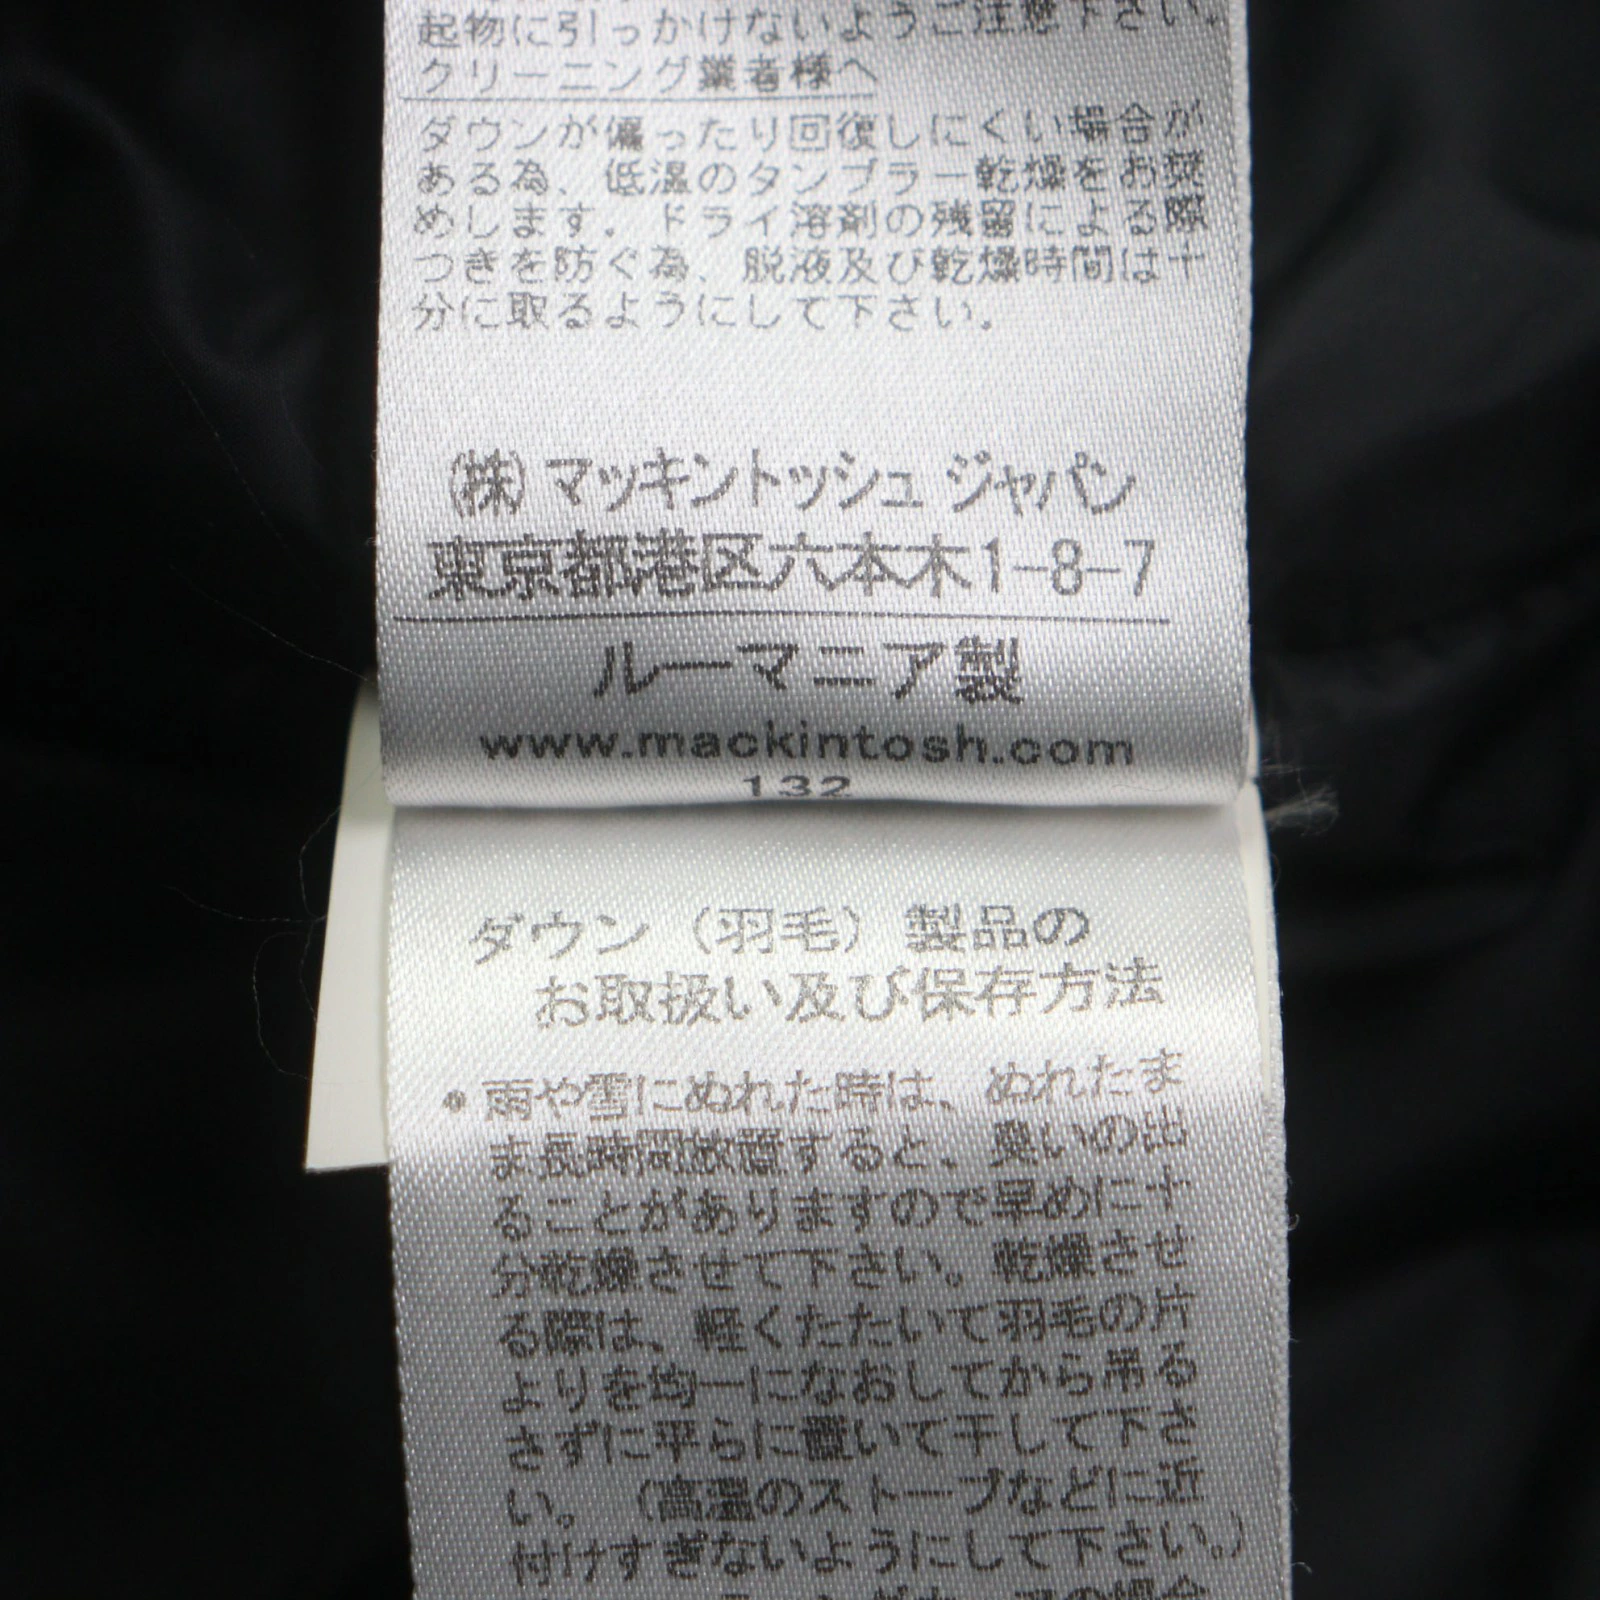 起物に引っかけないようご注意下さい。
クリーニング業者様へ
ダウンが偏ったり回復しにくい場合が
ある為、低温のタンブラー乾燥をお奨
めします。ドライ溶剤の残留による際
つきを防ぐ為、脱液及び乾燥時間は十
分に取るようにして下さい。
(株)マッキントッシュ ジャパン
東京都港区六本木1-8-7
ルーマニア製
www.mackintosh.com
132
ダウン（羽毛）製品の
お取扱い及び保存方法
●雨や雪にぬれた時は、ぬれたま
ま長時間放置すると、臭いの出
ることがありますので早めに十
分乾燥させて下さい。乾燥させ
る際は、軽くたたいて羽毛の片
よりを均一になおしてから吊る
さずに平らに置いて干して下さ
い。（高温のストーブなどに近
付けすぎないようにして下さい。）